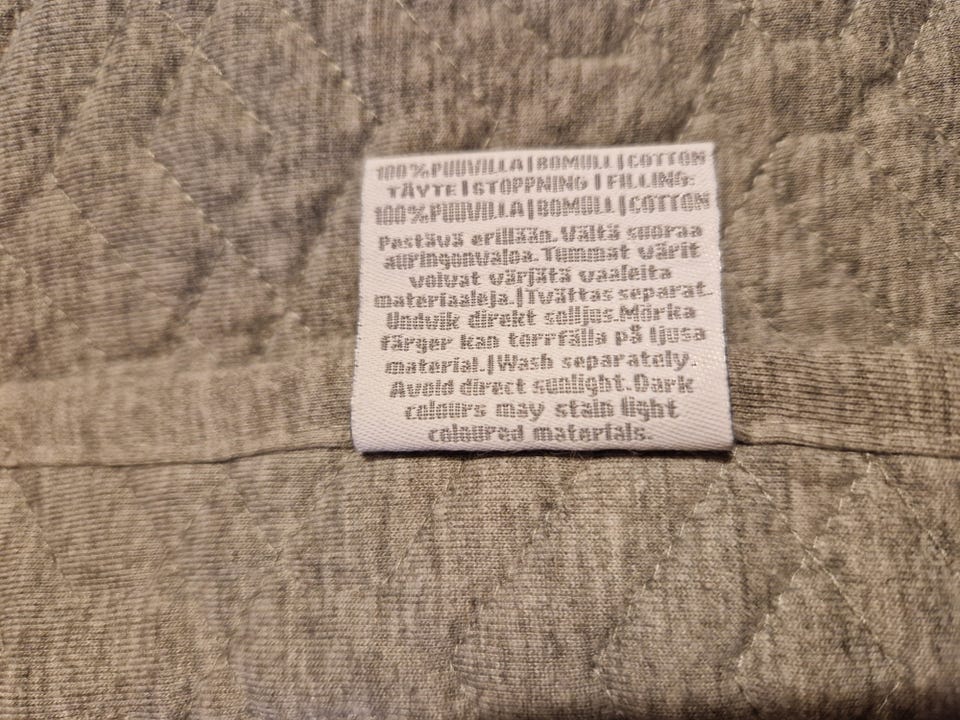 100%PUUVILLA|BOMULL|COTTON
TÄYTE|STOPPNING|FILLING:
100%PUUVILLA|BOMULL|COTTON
Pestävä erillään.Vältä suoraa
auringonvaloa.Tummat värit
voivat värjätä vaaleita
materiaaleja.|Tvättas separat.
Undvik direkt solljus.Mörka
färger kan torrfälla på ljusa
material.|Wash separately.
Avoid direct sunlight.Dark
colours may stain light
coloured materials.